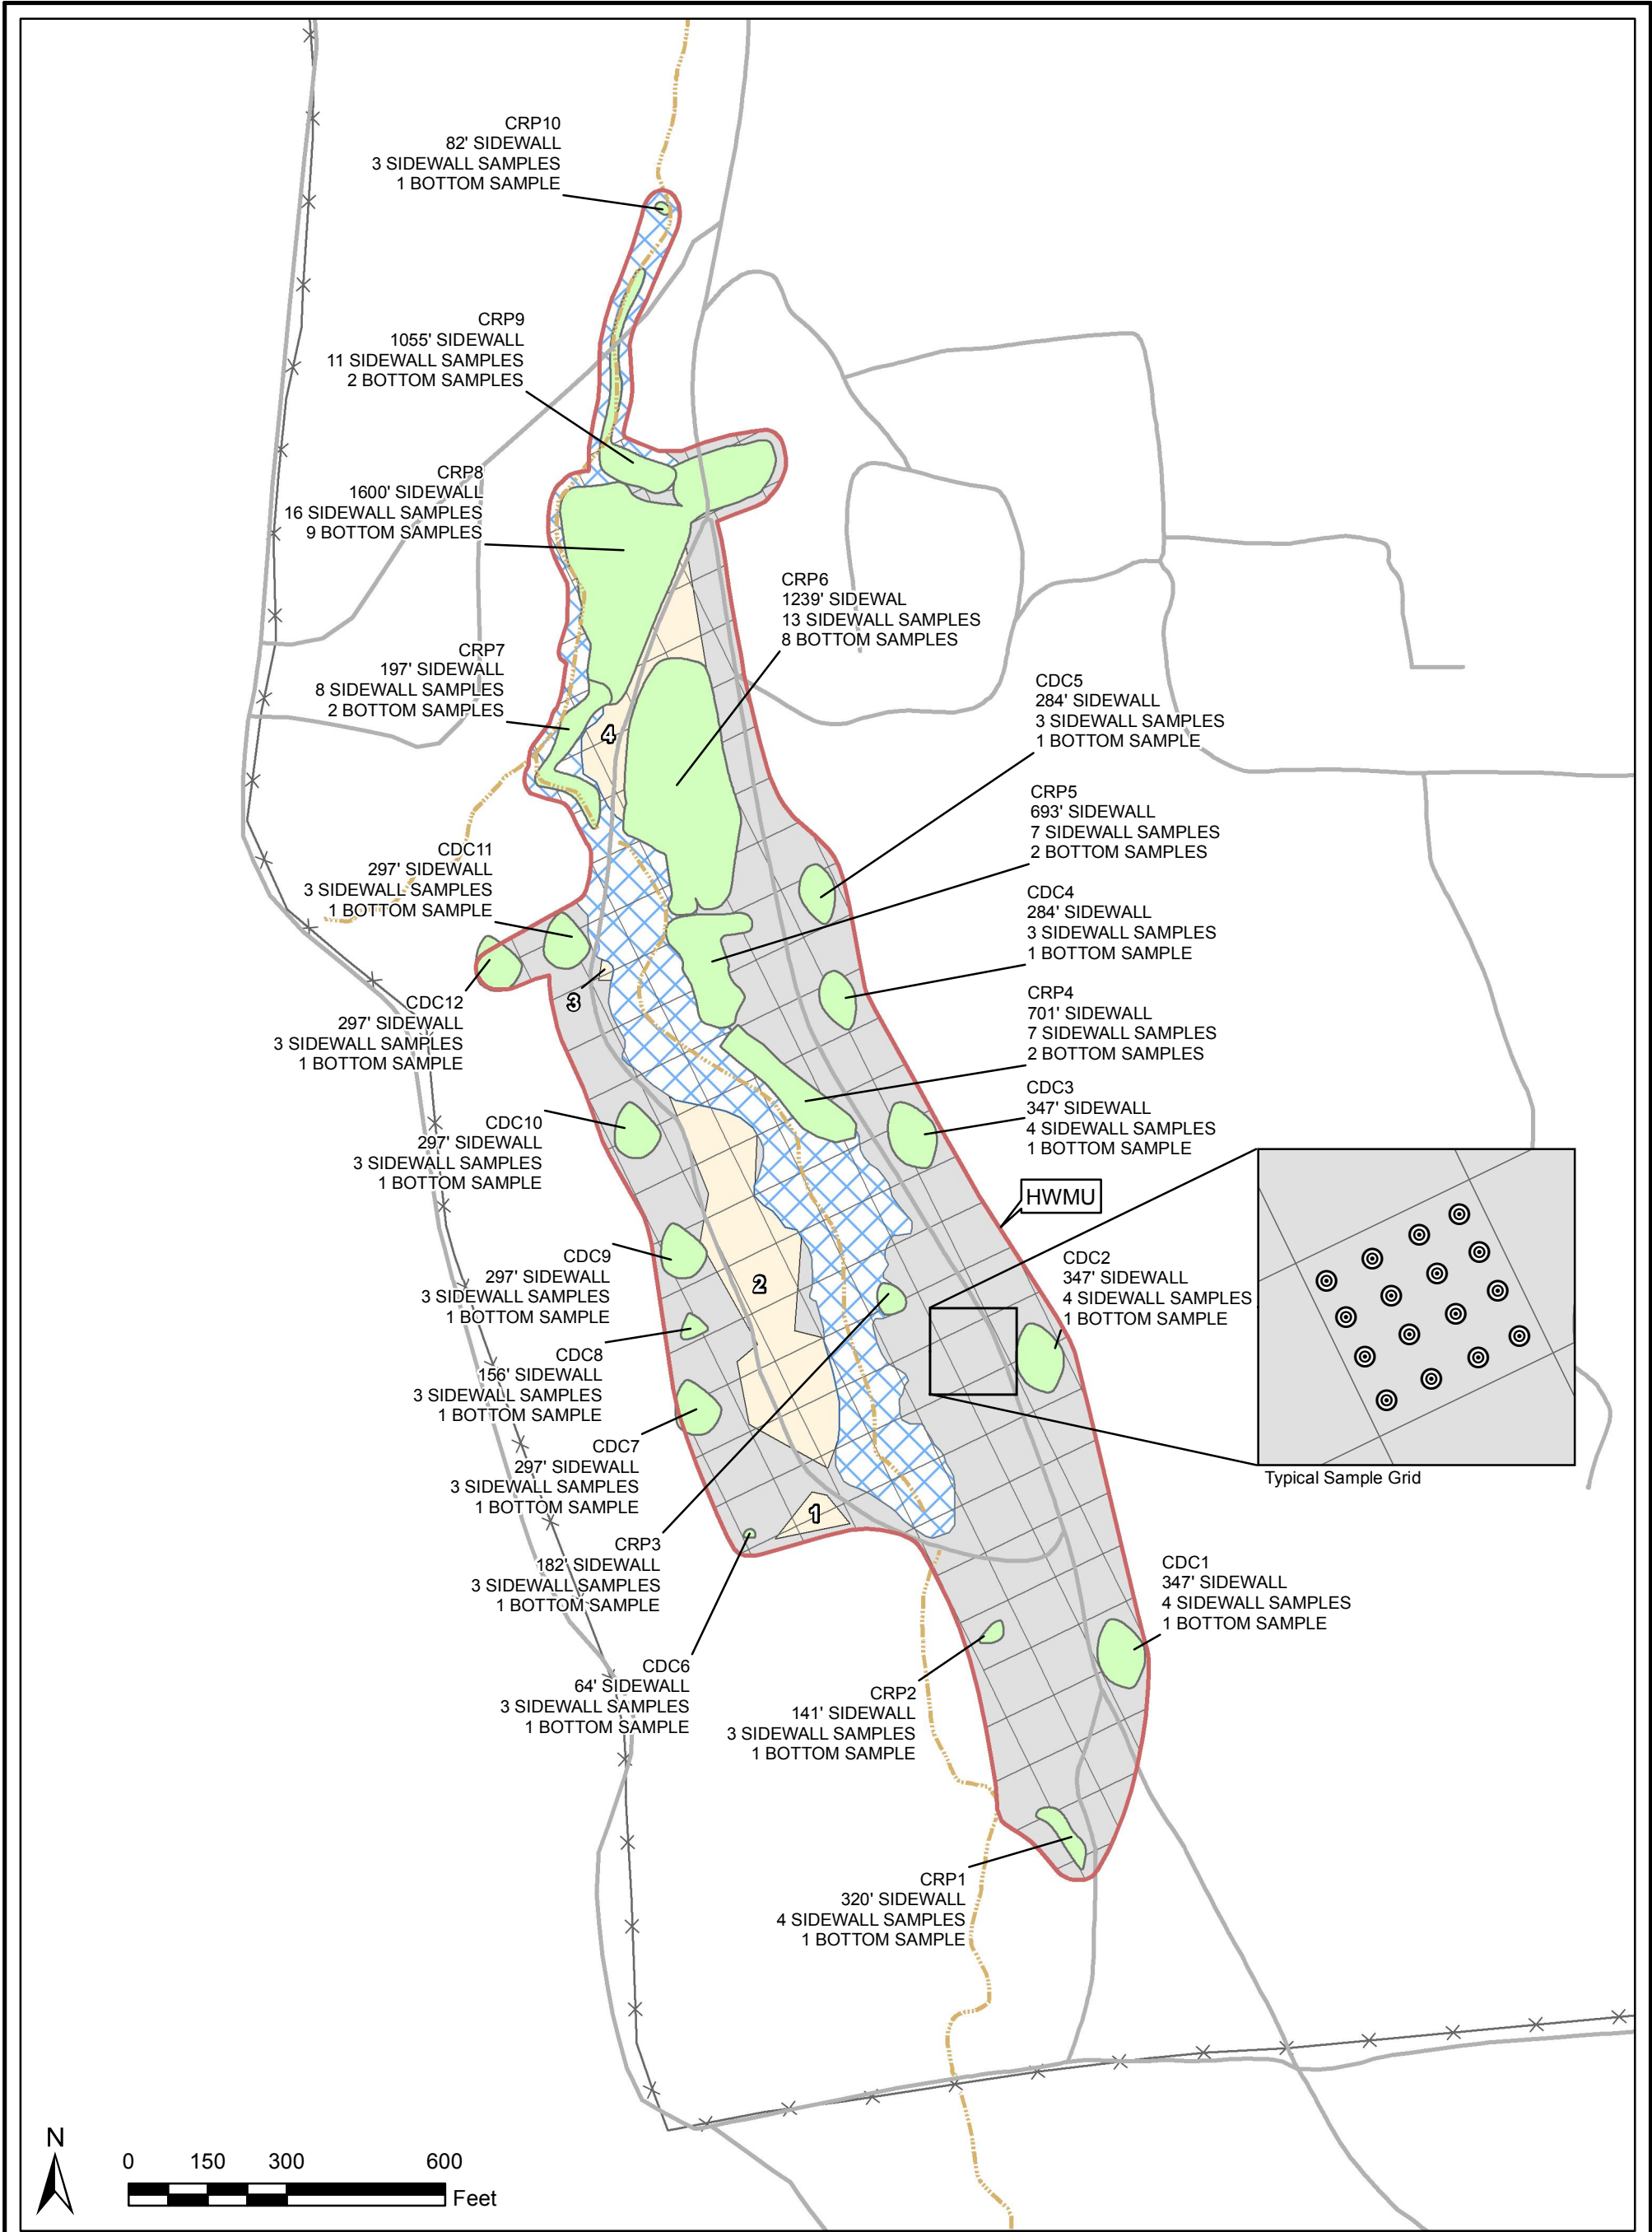 CRP10
82' SIDEWALL
3 SIDEWALL SAMPLES
1 BOTTOM SAMPLE
CRP9
1055' SIDEWALL
11 SIDEWALL SAMPLES
2 BOTTOM SAMPLES
CRP8
1600' SIDEWALL
16 SIDEWALL SAMPLES
9 BOTTOM SAMPLES
CRP6
1239' SIDEWAL
13 SIDEWALL SAMPLES
8 BOTTOM SAMPLES
CRP7
197' SIDEWALL
8 SIDEWALL SAMPLES
2 BOTTOM SAMPLES
4
CDC5
284' SIDEWALL
3 SIDEWALL SAMPLES
1 BOTTOM SAMPLE
CRP5
693' SIDEWALL
7 SIDEWALL SAMPLES
2 BOTTOM SAMPLES
CDC11
297' SIDEWALL
3 SIDEWALL SAMPLES
1 BOTTOM SAMPLE
CDC4
284' SIDEWALL
3 SIDEWALL SAMPLES
1 BOTTOM SAMPLE
3
CDC12
297' SIDEWALL
3 SIDEWALL SAMPLES
1 BOTTOM SAMPLE
CRP4
701' SIDEWALL
7 SIDEWALL SAMPLES
2 BOTTOM SAMPLES
CDC3
347' SIDEWALL
4 SIDEWALL SAMPLES
1 BOTTOM SAMPLE
CDC10
297' SIDEWALL
3 SIDEWALL SAMPLES
1 BOTTOM SAMPLE
HWMU
CDC9
297' SIDEWALL
3 SIDEWALL SAMPLES
1 BOTTOM SAMPLE
2
CDC2
347' SIDEWALL
4 SIDEWALL SAMPLES
1 BOTTOM SAMPLE
CDC8
156' SIDEWALL
3 SIDEWALL SAMPLES
1 BOTTOM SAMPLE
CDC7
297' SIDEWALL
3 SIDEWALL SAMPLES
1 BOTTOM SAMPLE
Typical Sample Grid
1
CRP3
182' SIDEWALL
3 SIDEWALL SAMPLES
1 BOTTOM SAMPLE
CDC1
347' SIDEWALL
4 SIDEWALL SAMPLES
1 BOTTOM SAMPLE
CDC6
64' SIDEWALL
3 SIDEWALL SAMPLES
1 BOTTOM SAMPLE
CRP2
141' SIDEWALL
3 SIDEWALL SAMPLES
1 BOTTOM SAMPLE
CRP1
320' SIDEWALL
4 SIDEWALL SAMPLES
1 BOTTOM SAMPLE
N
0 150 300 600
Feet